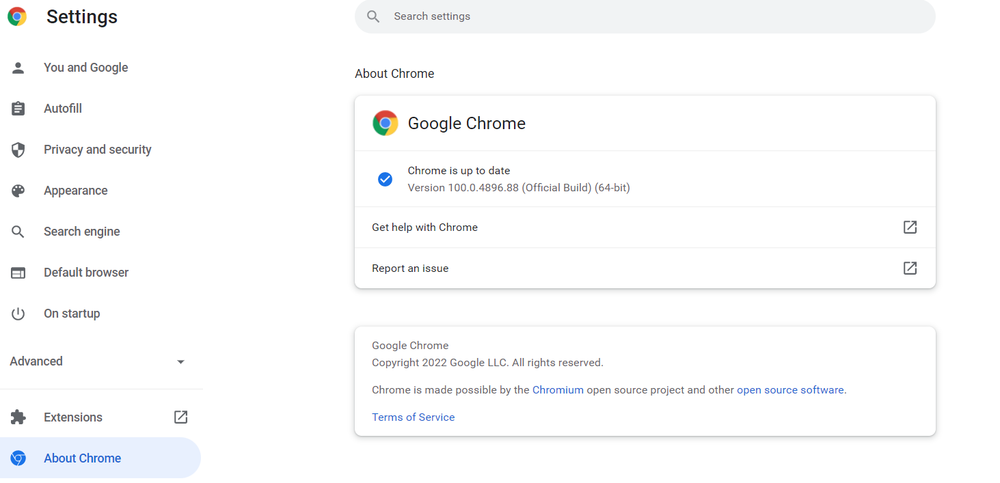 Settings
Search settings
You and Google
Autofill
Privacy and security
Appearance
Search engine
Default browser
On startup
Advanced
Extensions
About Chrome
About Chrome
Google Chrome
Chrome is up to date
Version 100.0.4896.88 (Official Build) (64-bit)
Get help with Chrome
Report an issue
Google Chrome
Copyright 2022 Google LLC. All rights reserved.
Chrome is made possible by the Chromium open source project and other open source software.
Terms of Service